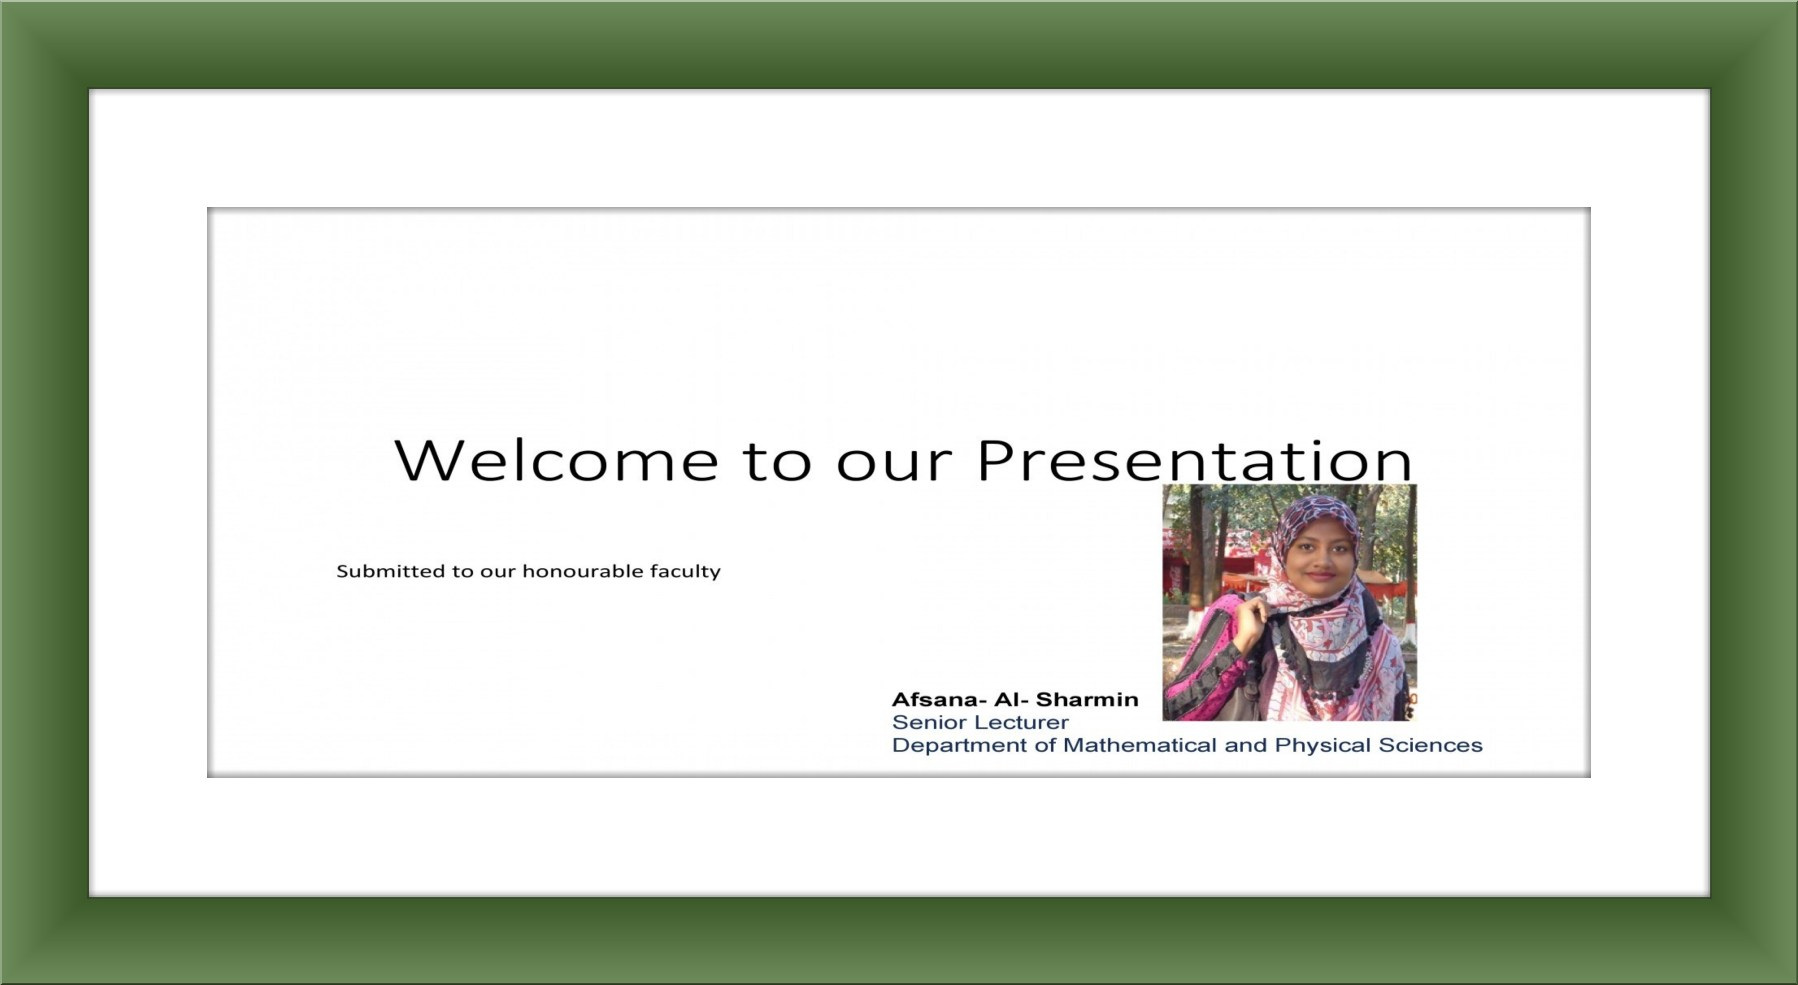 Welcome to our Presentation
Submitted to our honourable faculty
Afsana- Al- Sharmin
Senior Lecturer
Department of Mathematical and Physical Sciences